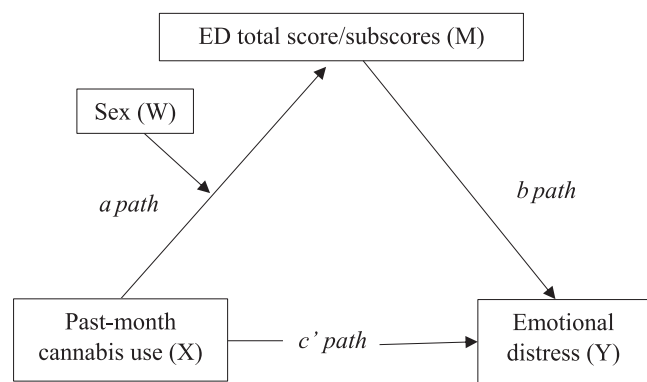 ED total score/subscores (M)
Sex (W)
a path
b path
Past-month
cannabis use (X)
c’ path
Emotional
distress (Y)